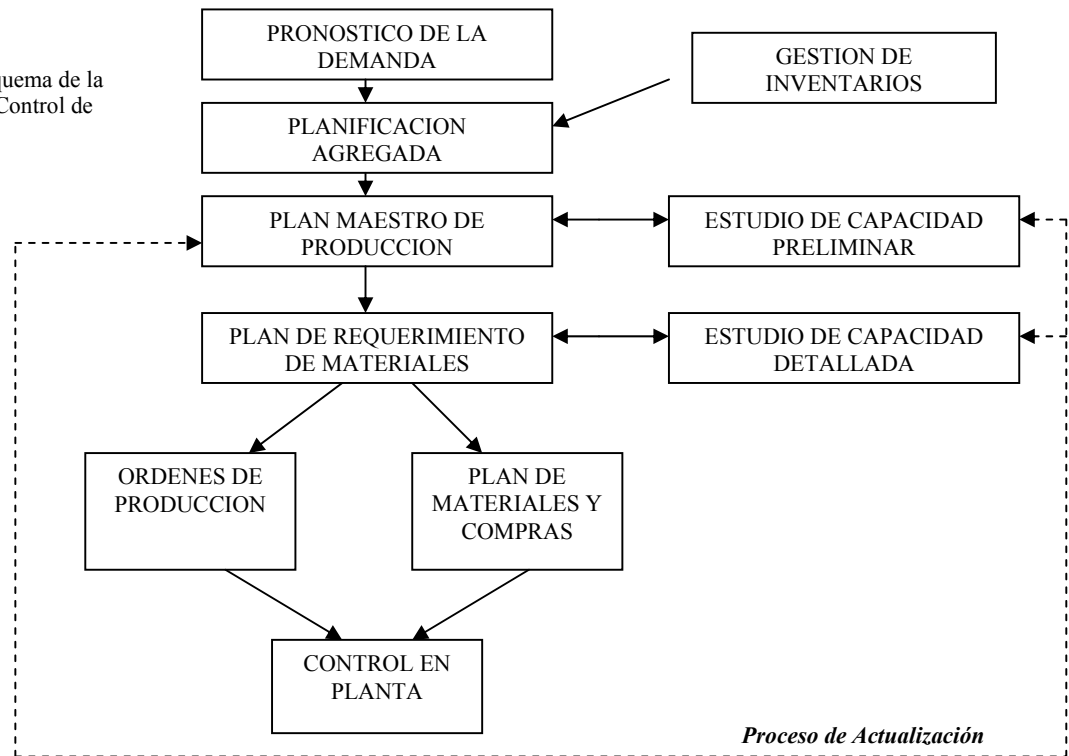 PRONOSTICO DE LA
DEMANDA
GESTION DE
INVENTARIOS
de la
Control de
PLANIFICACION
AGREGADA
PLAN MAESTRO DE
PRODUCCION
ESTUDIO DE CAPACIDAD
PRELIMINAR
PLAN DE REQUERIMIENTO
DE MATERIALES
ESTUDIO DE CAPACIDAD
DETALLADA
ORDENES DE
PRODUCCION
PLAN DE
MATERIALES Y
COMPRAS
CONTROL EN
PLANTA
Proceso de Actualización